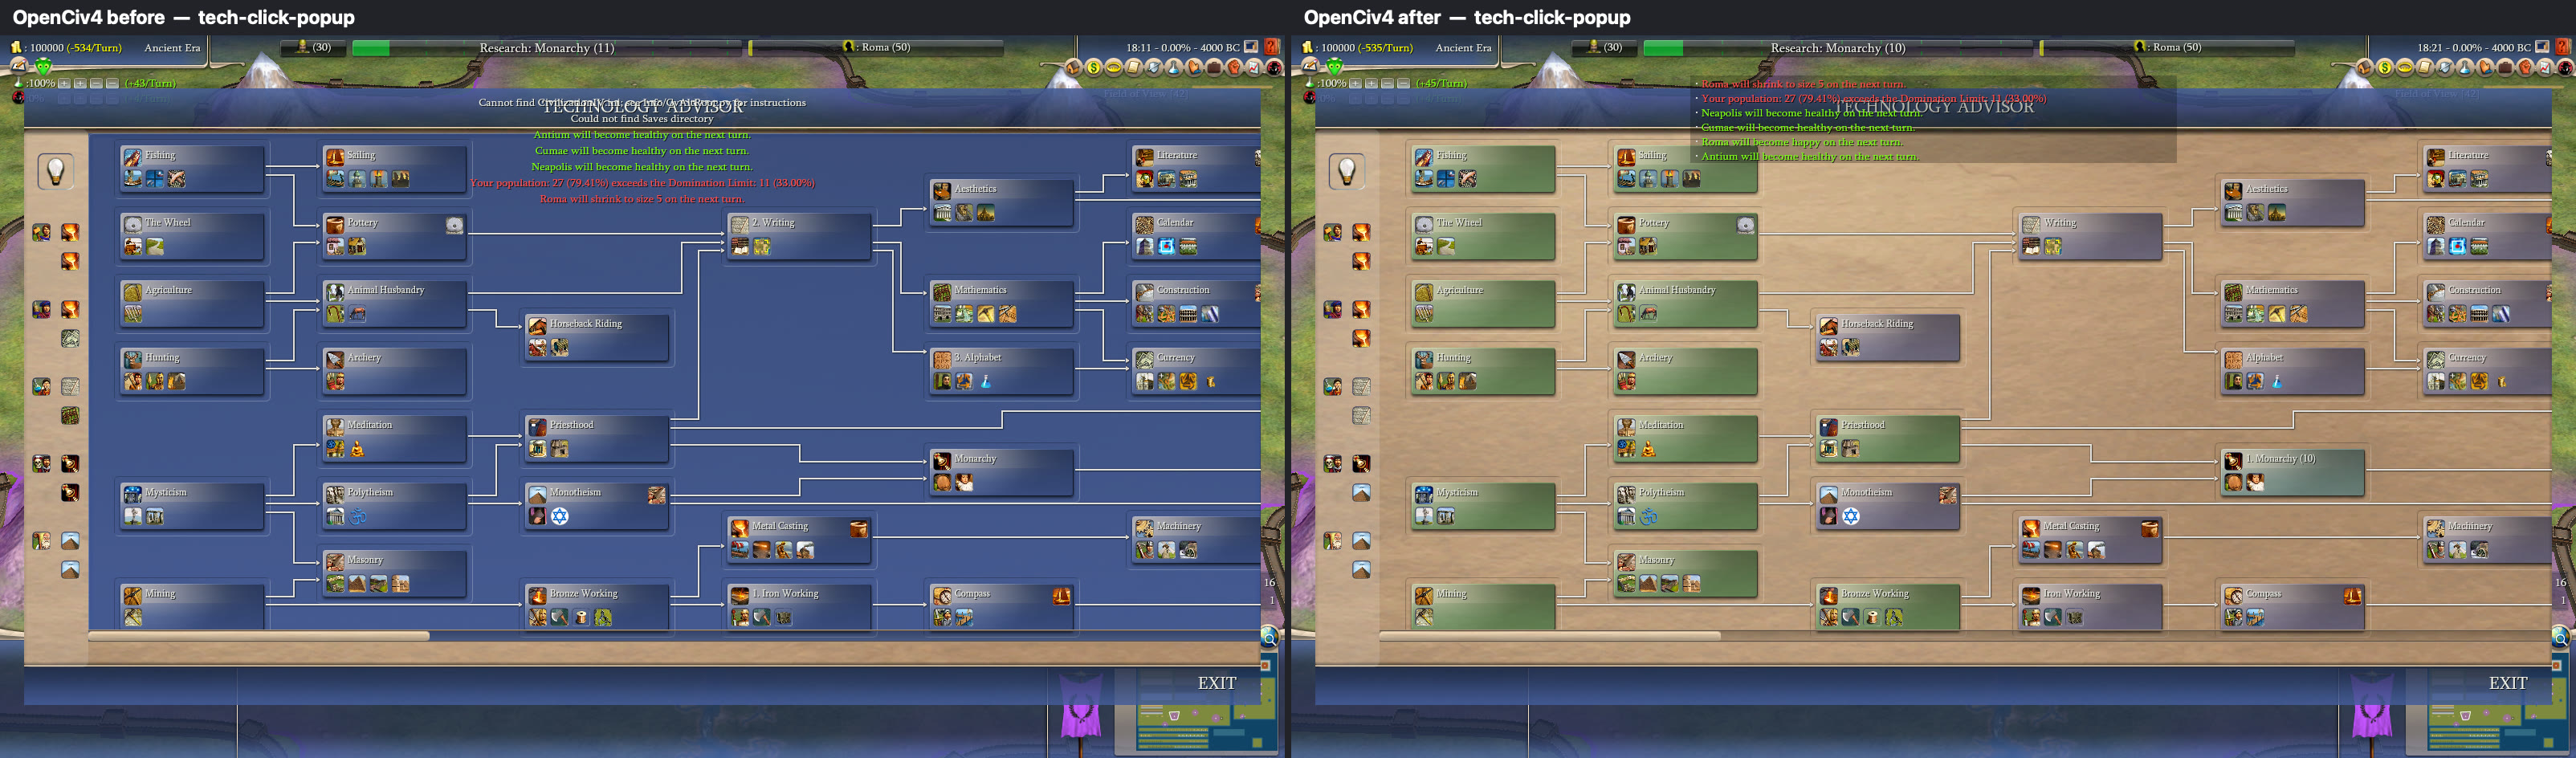 OpenCiv4 before — tech-click-popup
: 100000 (-534/Turn)
Ancient Era
(30)
Research: Monarchy (11)
: Roma (50)
18:11 - 0.00% - 4000 BC
:100%
(+43/Turn)
TECHNOLOGY ADVISOR
Could not find Saves directory
Antium will become healthy on the next turn.
Cumae will become healthy on the next turn.
Neapolis will become healthy on the next turn.
Your population: 27 (79.41%) exceeds the Domination Limit: 11 (33.00%)
Roma will shrink to size 5 on the next turn.
Fishing
Sailing
Literature
Aesthetics
The Wheel
Pottery
2. Writing
Calendar
Agriculture
Animal Husbandry
Mathematics
Construction
Horseback Riding
Hunting
Archery
3. Alphabet
Currency
Meditation
Priesthood
Monarchy
Mysticism
Polytheism
Monotheism
Metal Casting
Machinery
Masonry
Mining
Bronze Working
1. Iron Working
Compass
16
1
EXIT
OpenCiv4 after — tech-click-popup
: 100000 (-535/Turn)
Ancient Era
(30)
Research: Monarchy (10)
: Roma (50)
18:21 - 0.00% - 4000 BC
:100%
(+45/Turn)
TECHNOLOGY ADVISOR
· Roma will shrink to size 5 on the next turn.
· Your population: 27 (79.41%) exceeds the Domination Limit: 11 (33.00%)
· Neapolis will become healthy on the next turn.
· Cumae will become healthy on the next turn.
· Roma will become happy on the next turn.
· Antium will become healthy on the next turn.
Fishing
Sailing
Literature
Aesthetics
The Wheel
Pottery
Writing
Calendar
Agriculture
Animal Husbandry
Mathematics
Construction
Horseback Riding
Hunting
Archery
Alphabet
Currency
Meditation
Priesthood
1. Monarchy (10)
Mysticism
Polytheism
Monotheism
Metal Casting
Machinery
Masonry
Mining
Bronze Working
Iron Working
Compass
16
1
EXIT